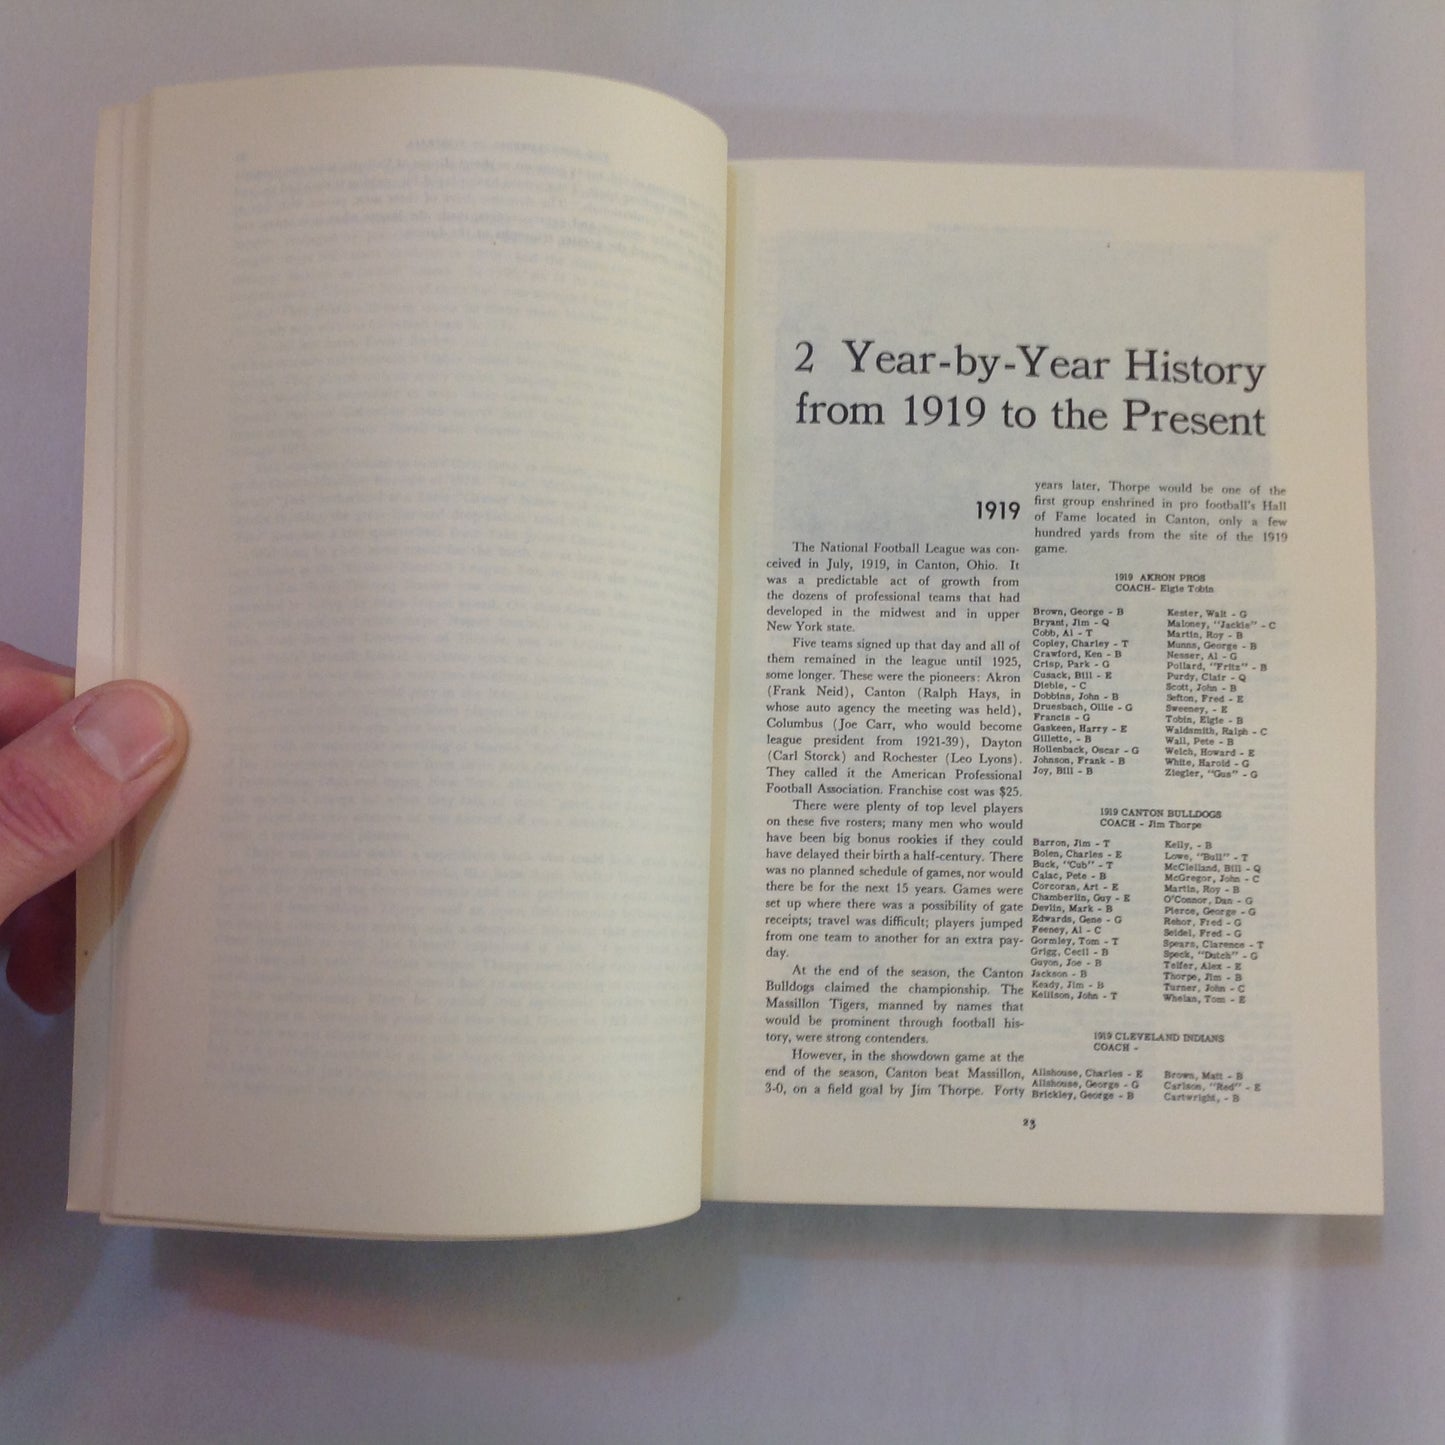 2 Year-by-Year History
from 1919 to the Present
1919
The National Football League was con-
ceived in July, 1919, in Canton, Ohio. It
was a predictable act of growth from
the dozens of professional teams that had
developed in the midwest and in upper
New York state.
Five teams signed up that day and all of
them remained in the league until 1925,
some longer. These were the pioneers: Akron
(Frank Neid), Canton (Ralph Hays, in
whose auto agency the meeting was held),
Columbus (Joe Carr, who would become
league president from 1921-39), Dayton
(Carl Storck) and Rochester (Leo Lyons).
They called it the American Professional
Football Association. Franchise cost was $25.
There were plenty of top level players
on these five rosters; many men who would
have been big bonus rookies if they could
have delayed their birth a half-century. There
was no planned schedule of games, nor would
there be for the next 15 years. Games were
set up where there was a possibility of gate
receipts; travel was difficult; players jumped
from one team to another for an extra pay-
day.
At the end of the season, the Canton
Bulldogs claimed the championship. The
Massillon Tigers, manned by names that
would be prominent through football his-
tory, were strong contenders.
However, in the showdown game at the
end of the season, Canton beat Massillon,
3-0, on a field goal by Jim Thorpe. Forty
years later, Thorpe would be one of the
first group enshrined in pro football's Hall
of Fame located in Canton, only a few
hundred yards from the site of the 1919
game.
1919 AKRON PROS
COACH- Elgie Tobin
Brown, George - B
Bryant, Jim - Q
Cobb, Al - T
Copley, Charley - T
Crawford, Ken - B
Crisp, Park - G
Cusack, Bill - E
Dieble, - C
Dobbins, John - B
Druesbach, Ollie - G
Francis - G
Gaskeen, Harry - E
Gillette, - B
Hollenback, Oscar - G
Johnson, Frank - B
Joy, Bill - B
Kester, Walt - G
Maloney, "Jackie" - C
Martin, Roy - B
Munns, George - B
Nesser, Al - G
Pollard, "Fritz" - B
Purdy, Clair - Q
Scott, John - B
Sefton, Fred - E
Sweeney, - E
Tobin, Elgie - B
Waldsmith, Ralph - C
Wall, Pete - B
Welch, Howard - E
White, Harold - G
Ziegler, "Gus" - G
1919 CANTON BULLDOGS
COACH - Jim Thorpe
Barron, Jim - T
Bolen, Charles - E
Buck, "Cub" - T
Calac, Pete - B
Corcoran, Art - E
Chamberlin, Guy - E
Devlin, Mark - B
Edwards, Gene - G
Feeney, Al - C
Gormley, Tom - T
Grigg, Cecil - B
Guyon, Joe - B
Jackson - B
Keady, Jim - B
Kellison, John - T
Kelly, - B
Lowe, "Bull" - T
McClelland, Bill - Q
McGregor, John - C
Martin, Roy - B
O'Connor, Dan - G
Pierce, George - G
Rehor, Fred - G
Seidel, Fred - G
Spears, Clarence - T
Speck, "Dutch" - G
Telfer, Alex - E
Thorpe, Jim - B
Turner, John - C
Whelan, Tom - E
1919 CLEVELAND INDIANS
COACH -
Allshouse, Charles - E
Allshouse, George - G
Brickley, George - B
Brown, Matt - B
Carlson, "Red" - E
Cartwright, - B
23